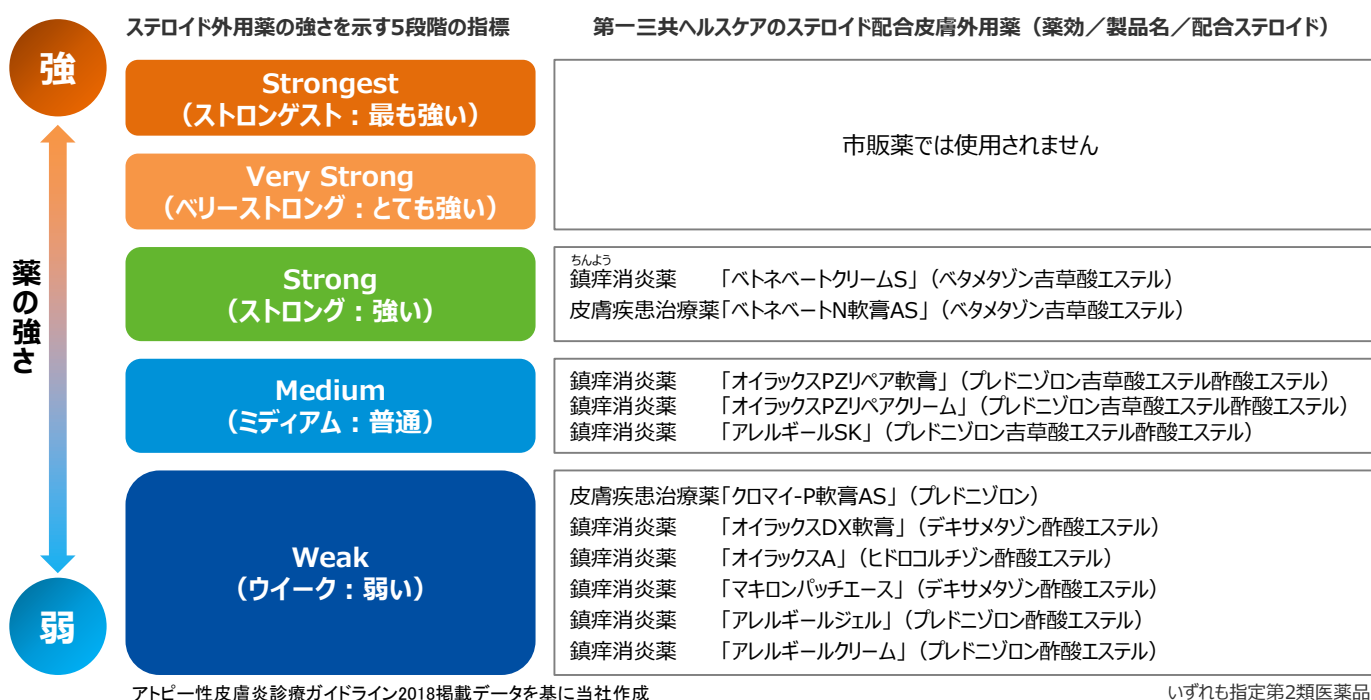 ステロイド外用薬の強さを示す5段階の指標
第一三共ヘルスケアのステロイド配合皮膚外用薬（薬効／製品名／配合ステロイド）
強
薬の強さ
弱
Strongest
（ストロンゲスト：最も強い）
Very Strong
（ベリーストロング：とても強い）
市販薬では使用されません
Strong
（ストロング：強い）
ちんよう
鎮痒消炎薬 「ベトネベートクリームS」（ベタメタゾン吉草酸エステル）
皮膚疾患治療薬「ベトネベートN軟膏AS」（ベタメタゾン吉草酸エステル）
Medium
（ミディアム：普通）
鎮痒消炎薬 「オイラックスPZリペア軟膏」（プレドニゾロン吉草酸エステル酢酸エステル）
鎮痒消炎薬 「オイラックスPZリペアクリーム」（プレドニゾロン吉草酸エステル酢酸エステル）
鎮痒消炎薬 「アレルギールSK」（プレドニゾロン吉草酸エステル酢酸エステル）
Weak
（ウイーク：弱い）
皮膚疾患治療薬「クロマイ-P軟膏AS」（プレドニゾロン）
鎮痒消炎薬 「オイラックスDX軟膏」（デキサメタゾン酢酸エステル）
鎮痒消炎薬 「オイラックスA」（ヒドロコルチゾン酢酸エステル）
鎮痒消炎薬 「マキロンパッチエース」（デキサメタゾン酢酸エステル）
鎮痒消炎薬 「アレルギールジェル」（プレドニゾロン酢酸エステル）
鎮痒消炎薬 「アレルギールクリーム」（プレドニゾロン酢酸エステル）
アトピー性皮膚炎診療ガイドライン2018掲載データを基に当社作成
いずれも指定第2類医薬品